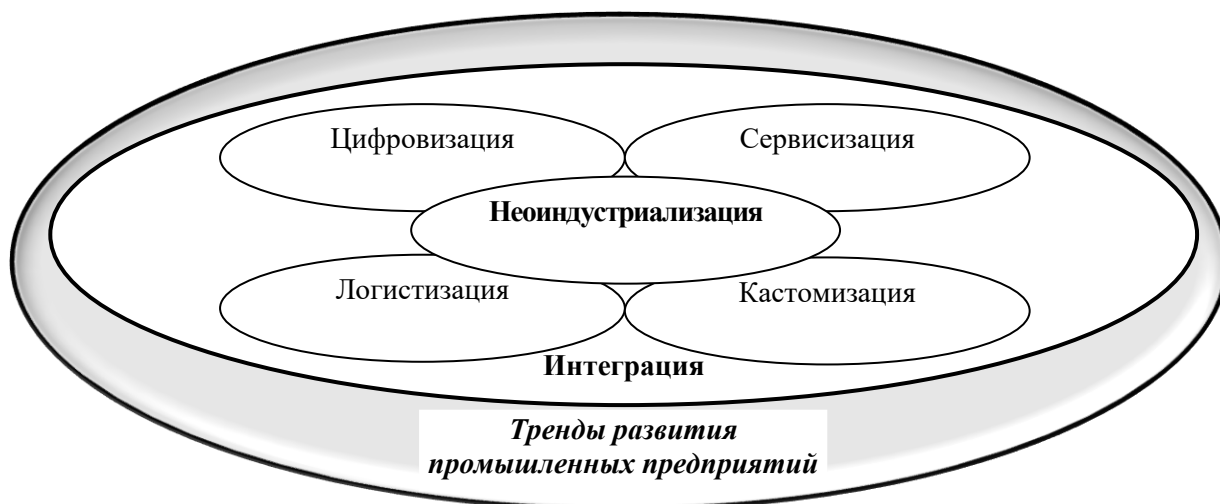 Цифровизация
Сервисизация
Неоиндустриализация
Логистизация
Кастомизация
Интеграция
Тренды развития
промышленных предприятий